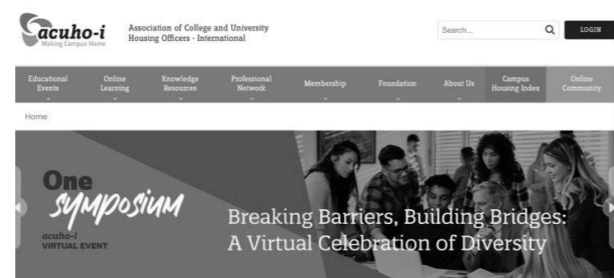 acuho-i
Making Campus Home
Association of College and University
Housing Officers - International
Search...
LOGIN
Educational
Events
Online
Learning
Knowledge
Resources
Professional
Network
Membership
Foundation
About Us
Campus
Housing Index
Online
Community
Home
One
SYMPOSIUM
acuho-i
VIRTUAL EVENT
Breaking Barriers, Building Bridges:
A Virtual Celebration of Diversity